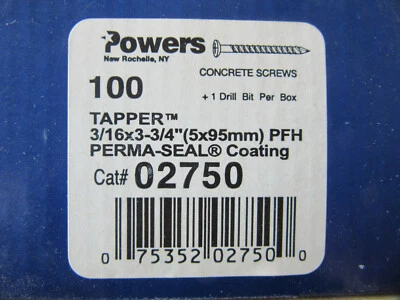 Powers
New Rochelle, NY
100
CONCRETE SCREWS
+ 1 Drill Bit Per Box
TAPPER™
3/16x3-3/4"(5x95mm) PFH
PERMA-SEAL® Coating
Cat# 02750
0 75352 02750 0